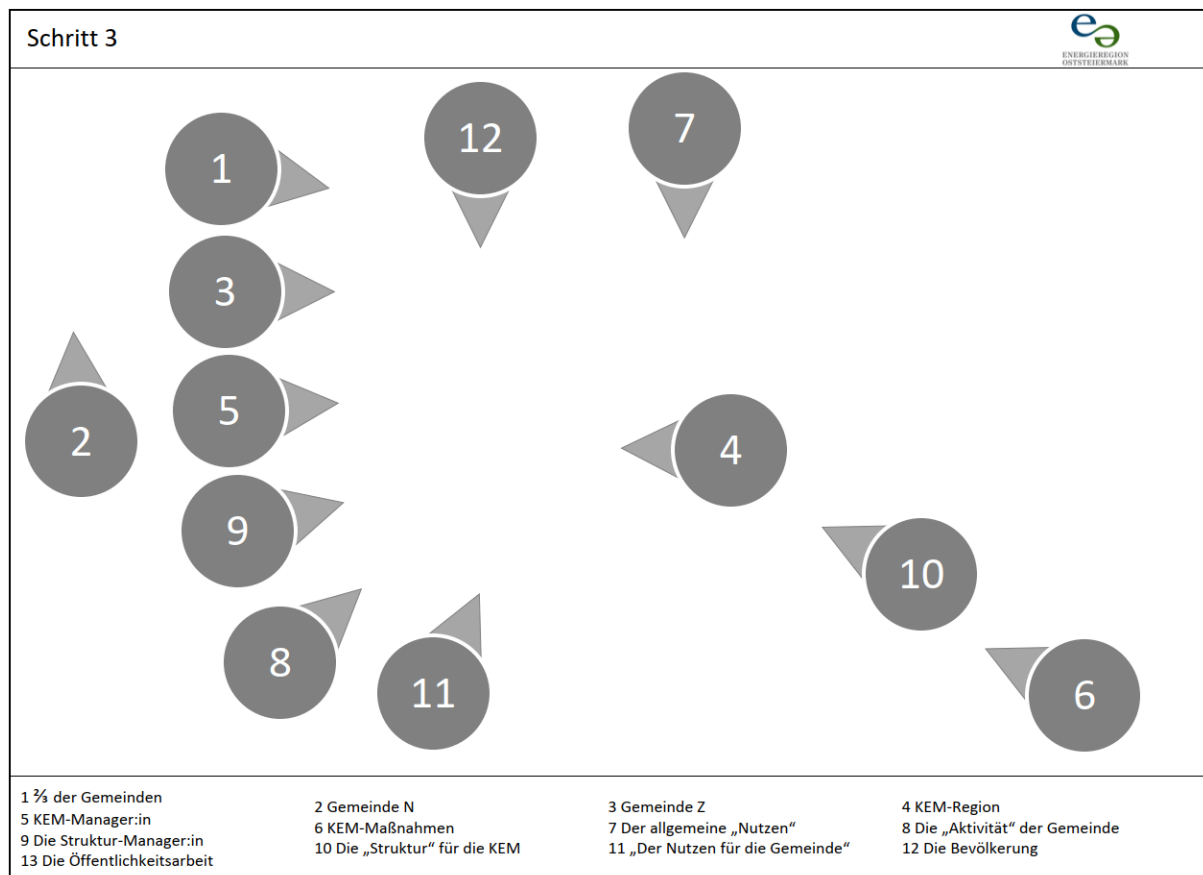 Schritt 3
ENERGIEREGION
OSTSTEIERMARK
1
12
7
3
5
2
4
9
10
8
11
6
1 ⅔ der Gemeinden
2 Gemeinde N
3 Gemeinde Z
4 KEM-Region
5 KEM-Manager:in
6 KEM-Maßnahmen
7 Der allgemeine „Nutzen“
8 Die „Aktivität“ der Gemeinde
9 Die Struktur-Manager:in
10 Die „Struktur“ für die KEM
11 „Der Nutzen für die Gemeinde“
12 Die Bevölkerung
13 Die Öffentlichkeitsarbeit